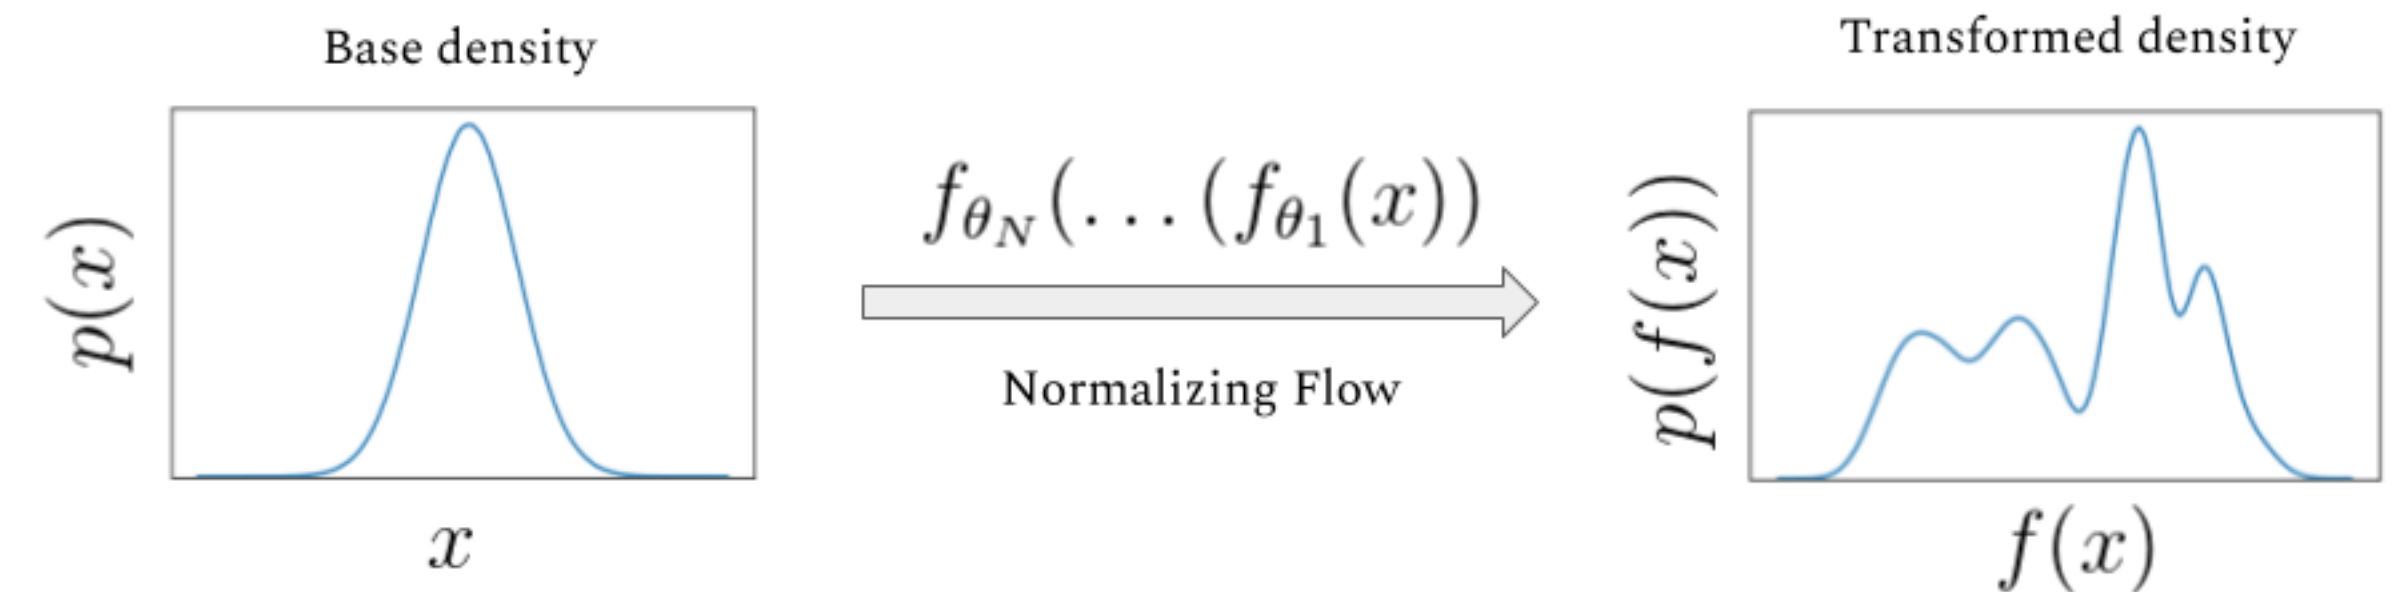 Base density
p(x)
x
f_{θ_N}(...(f_{θ_1}(x))
Normalizing Flow
Transformed density
p(f(x))
f(x)